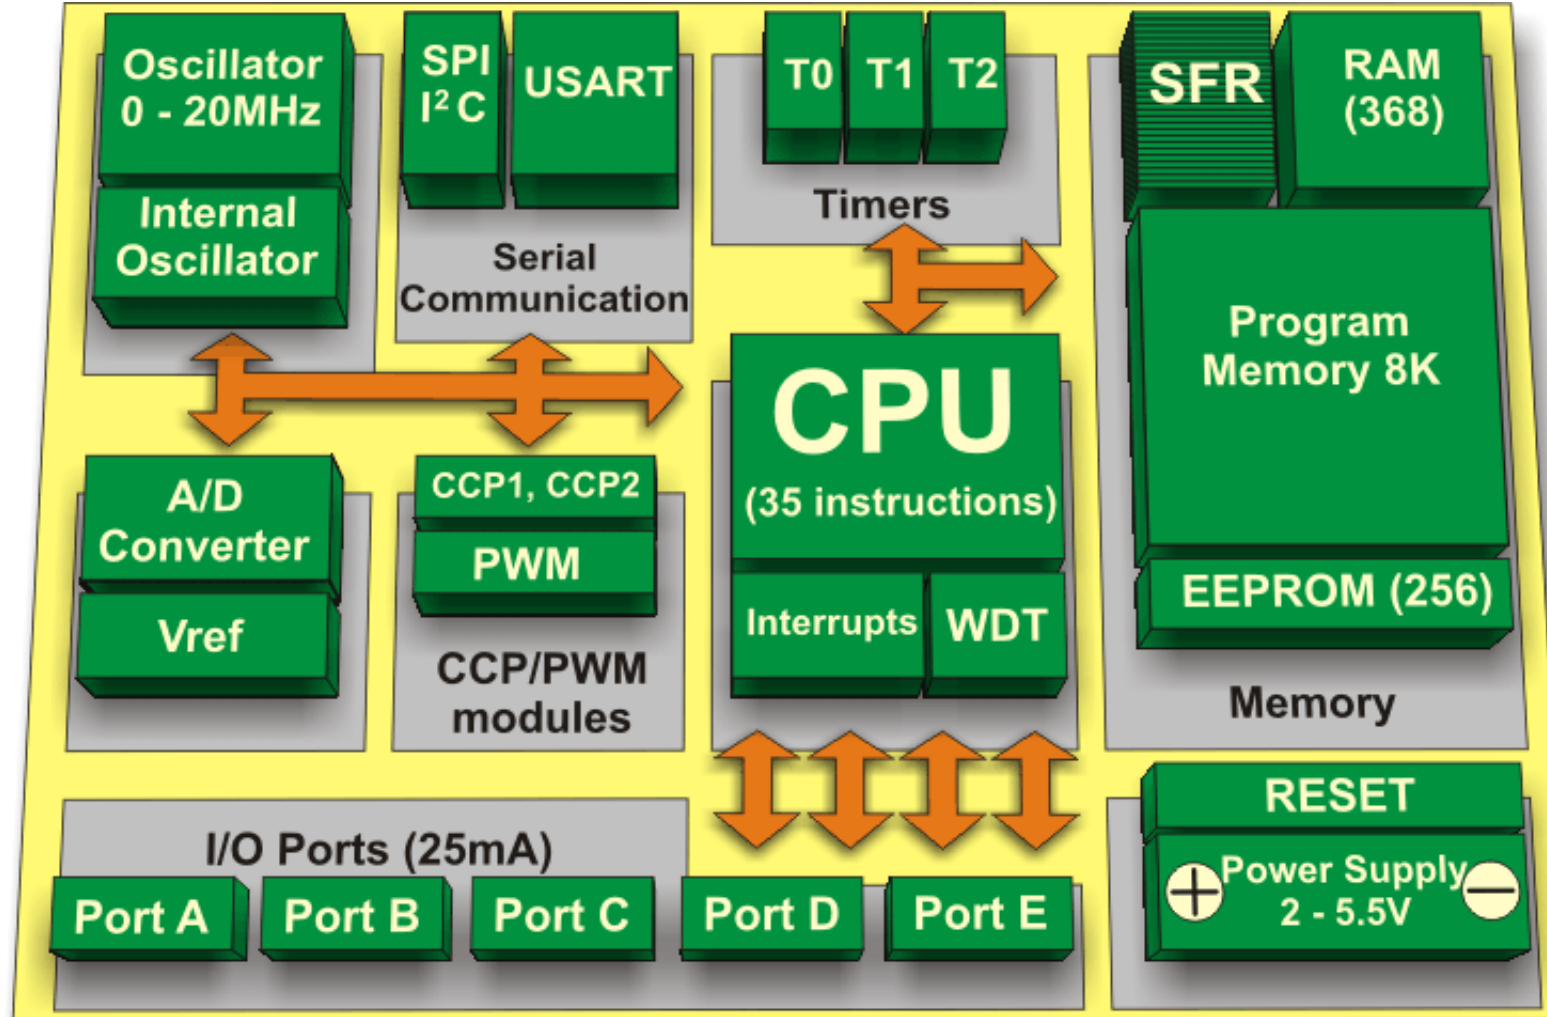 Oscillator
0 - 20MHz
Internal
Oscillator
SPI
I²C
USART
Serial
Communication
T0
T1
T2
Timers
SFR
RAM
(368)
Program
Memory 8K
EEPROM (256)
Memory
A/D
Converter
Vref
CCP1, CCP2
PWM
CCP/PWM
modules
CPU
(35 instructions)
Interrupts
WDT
I/O Ports (25mA)
Port A
Port B
Port C
Port D
Port E
RESET
+
Power Supply
2 - 5.5V
−